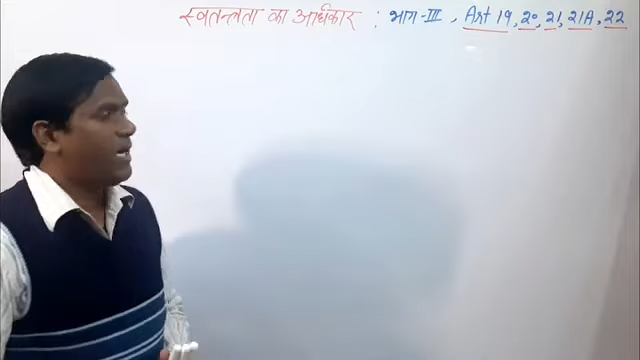 स्वतन्त्रता का अधिकार : भाग-III, Art 19, 20, 21, 21A, 22